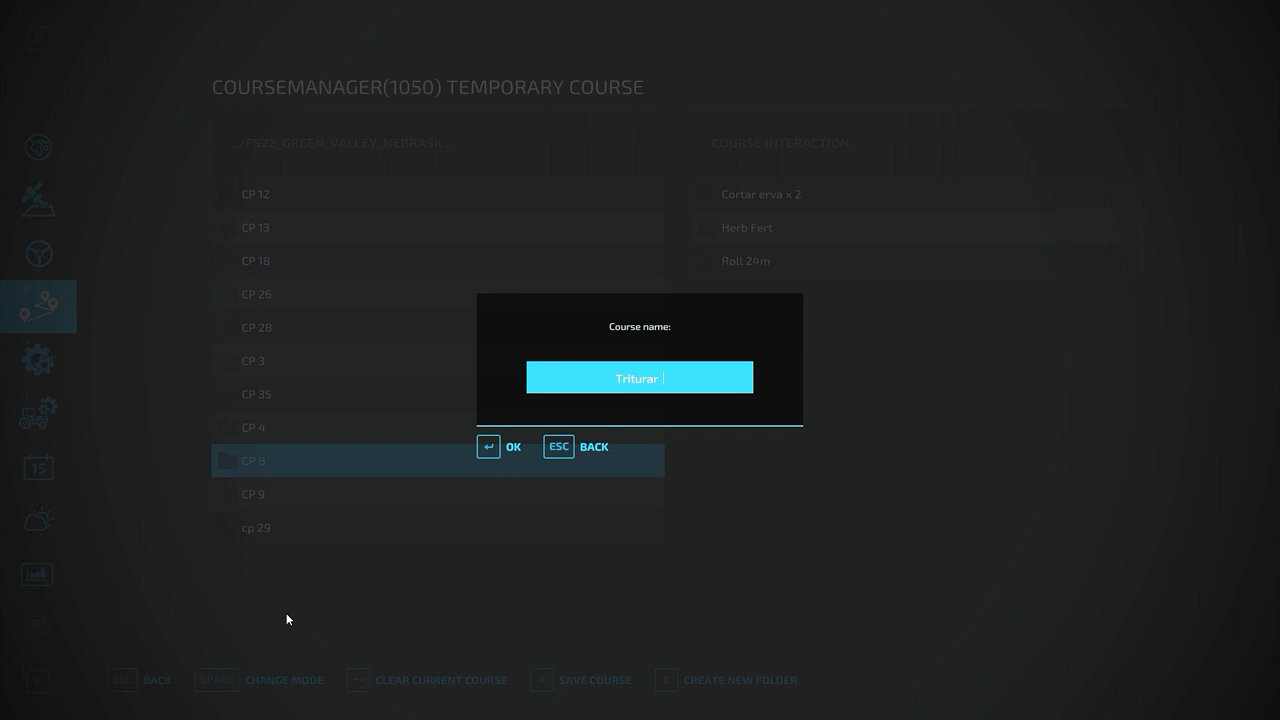 COURSEMANAGER(1050) TEMPORARY COURSE
../FS22_GREEN_VALLEY_NEBRASK..
COURSE INTERACTION
CP 12
CP 13
CP 18
CP 26
CP 28
CP 3
CP 35
CP 4
CP 8
CP 9
cp 29
Cortar erva x 2
Herb Fert
Roll 24m
Course name:
Triturar
OK
ESC BACK
15
ESC BACK
SPACE CHANGE MODE
CLEAR CURRENT COURSE
SAVE COURSE
C CREATE NEW FOLDER